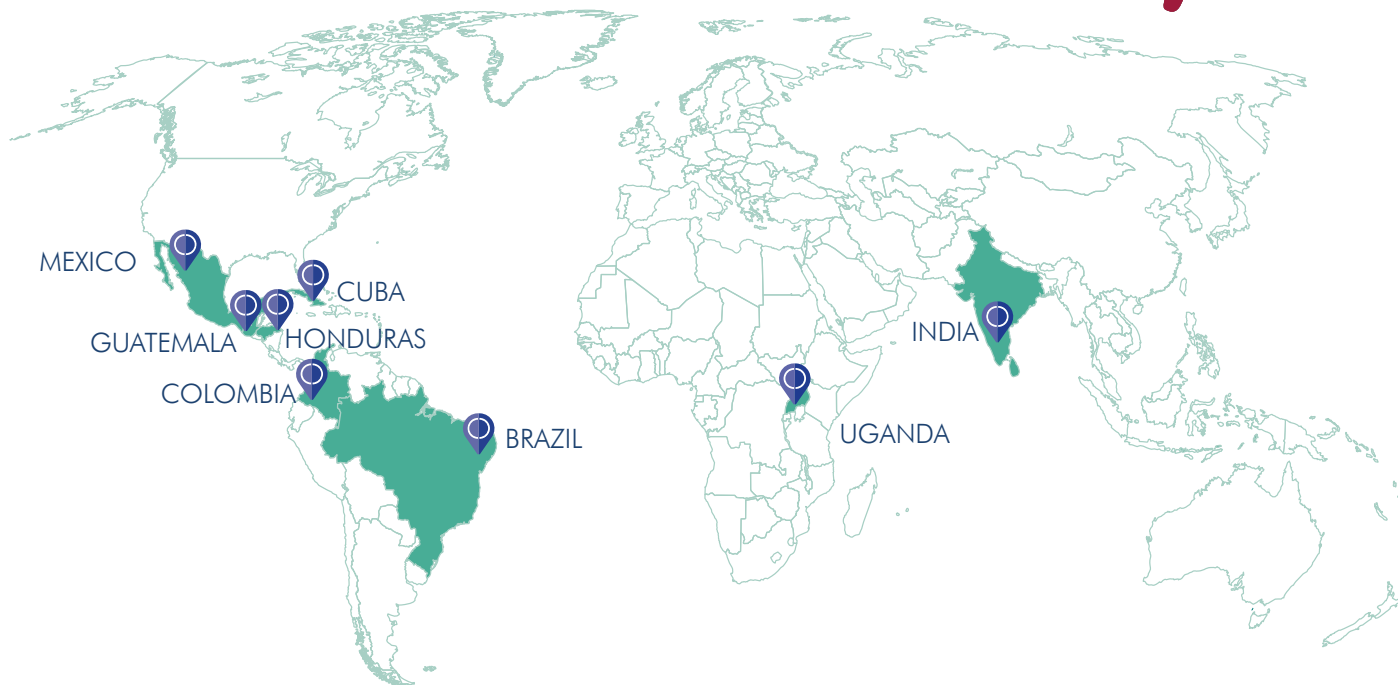 MEXICO
CUBA
GUATEMALA
HONDURAS
INDIA
COLOMBIA
BRAZIL
UGANDA